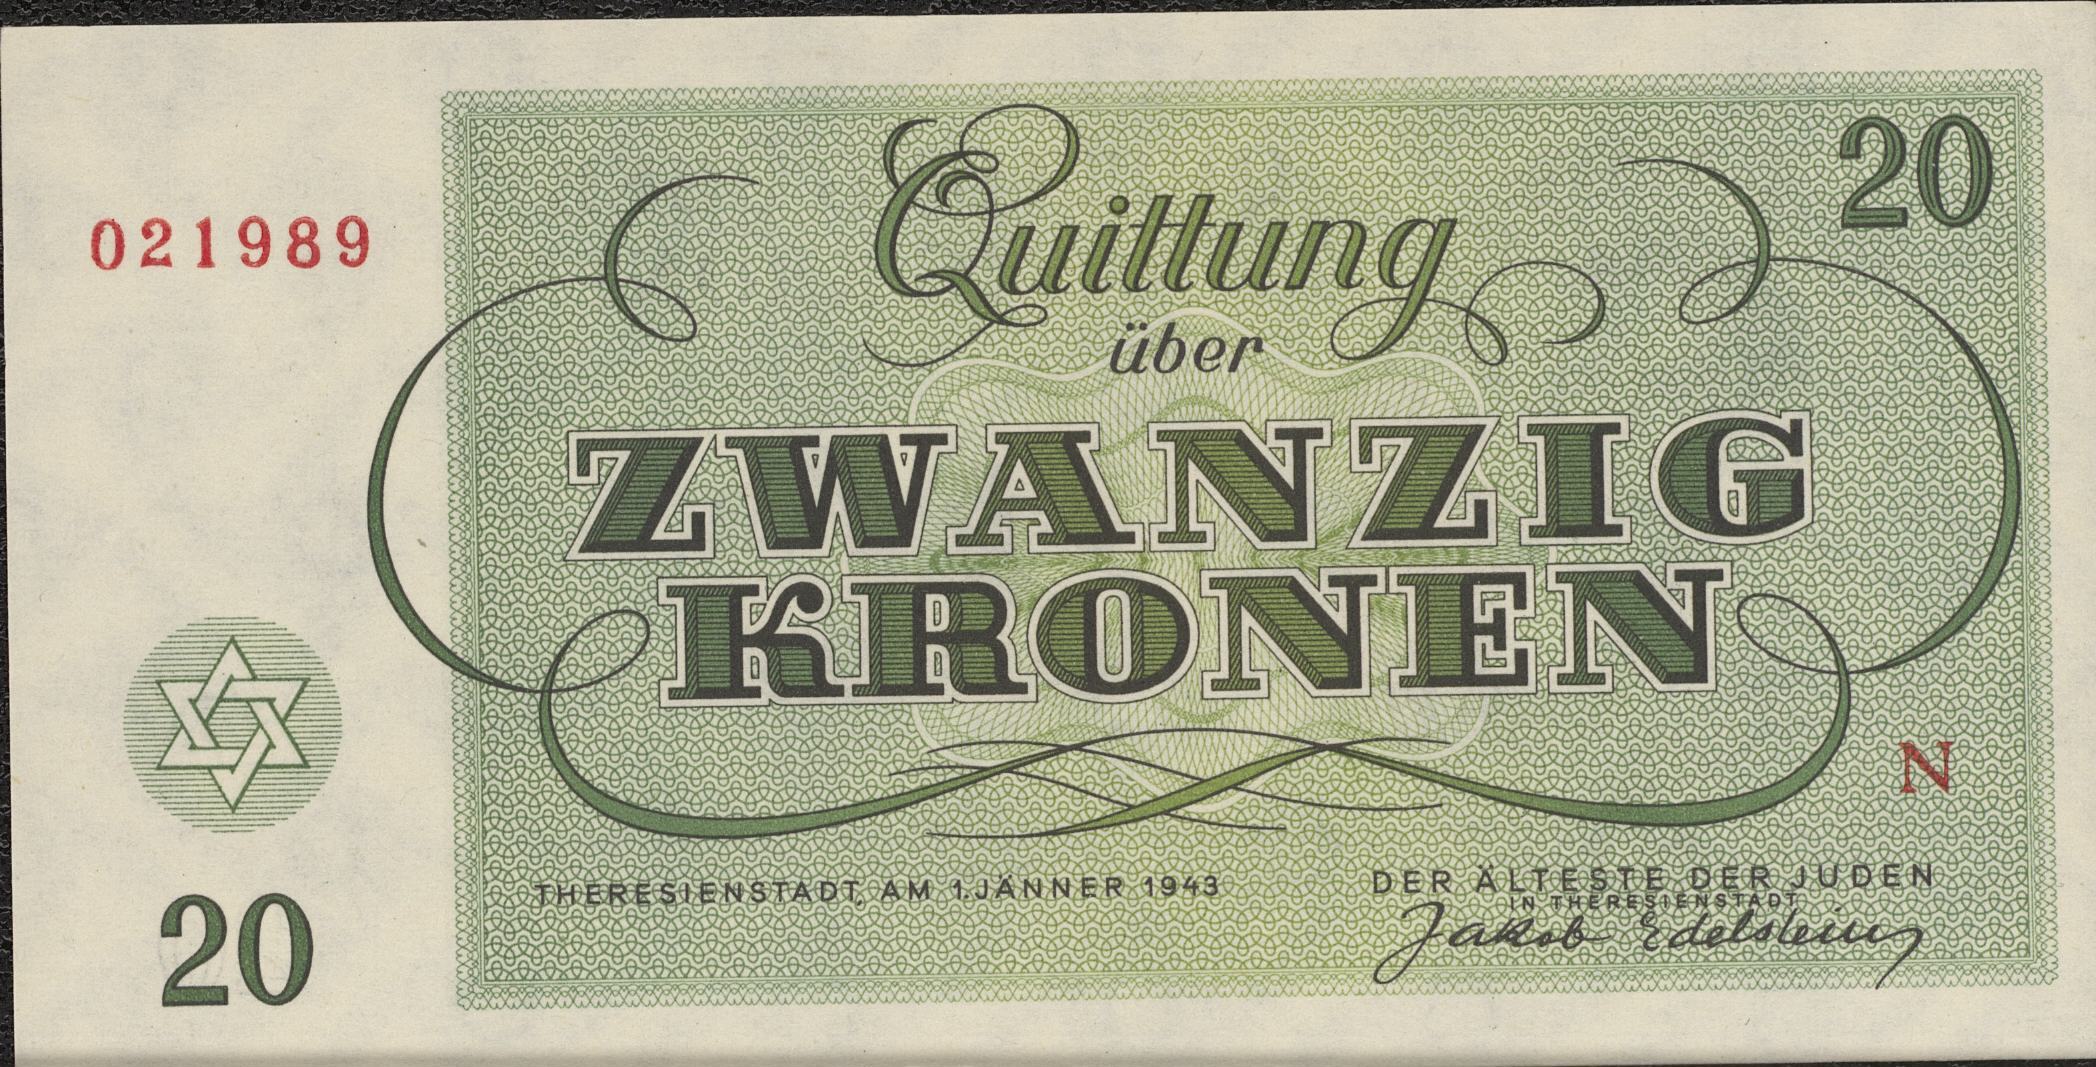 021989
20
Quittung
über
ZWANZIG
KRONEN
N
THERESIENSTADT, AM 1. JÄNNER 1943
DER ÄLTESTE DER JUDEN
IN THERESIENSTADT
Jakob Edelstein
20